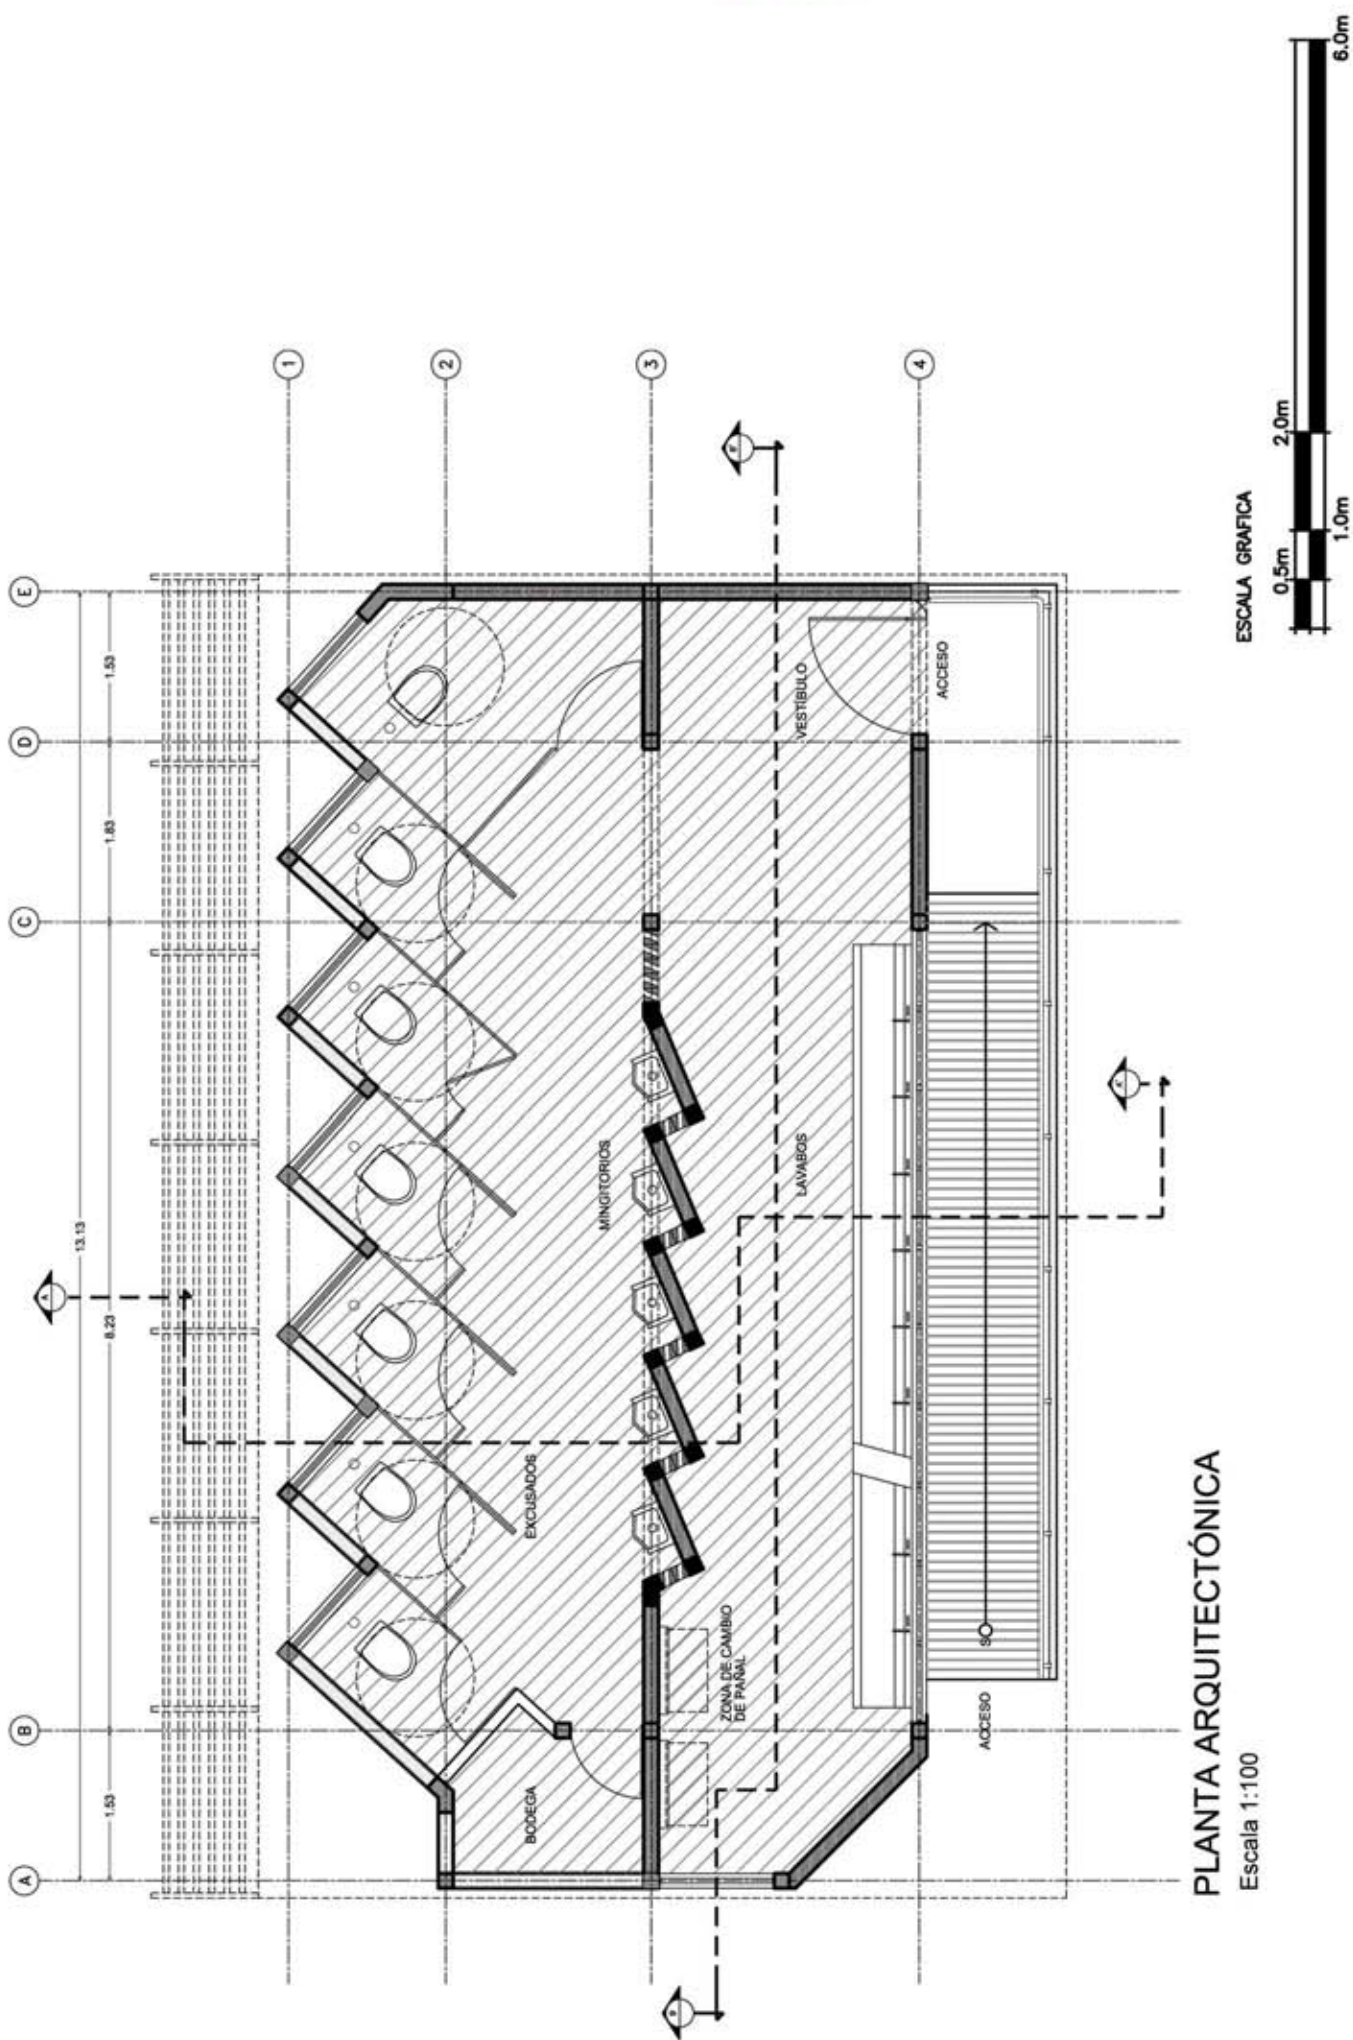 A
B
C
D
E
13.13
1.53
8.23
1.83
1.53
A
1
2
3
4
BODEGA
EXCUSADOS
MINGITORIOS
ZONA DE CAMBIO
DE PAÑAL
LAVABOS
VESTÍBULO
ACCESO
ACCESO
S
B
B'
A'
PLANTA ARQUITECTÓNICA
Escala 1:100
ESCALA GRAFICA
0.5m
2.0m
1.0m
6.0m